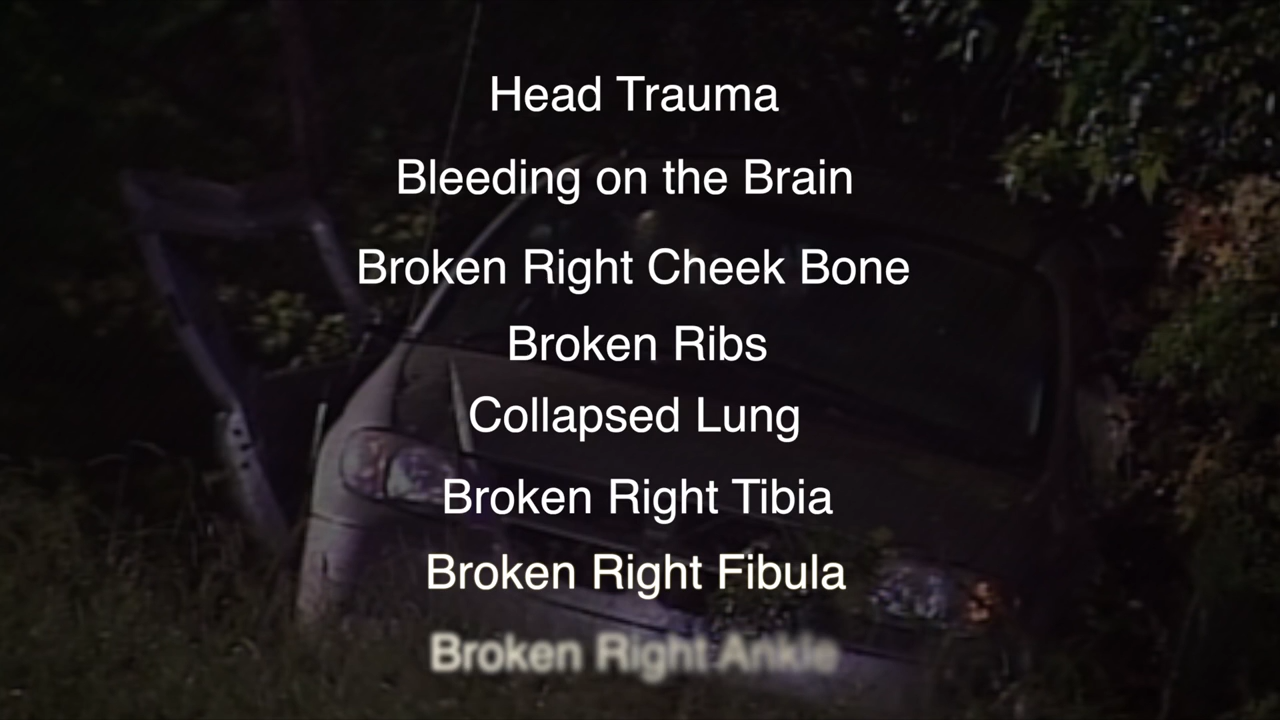 Head Trauma
Bleeding on the Brain
Broken Right Cheek Bone
Broken Ribs
Collapsed Lung
Broken Right Tibia
Broken Right Fibula
Broken Right Ankle